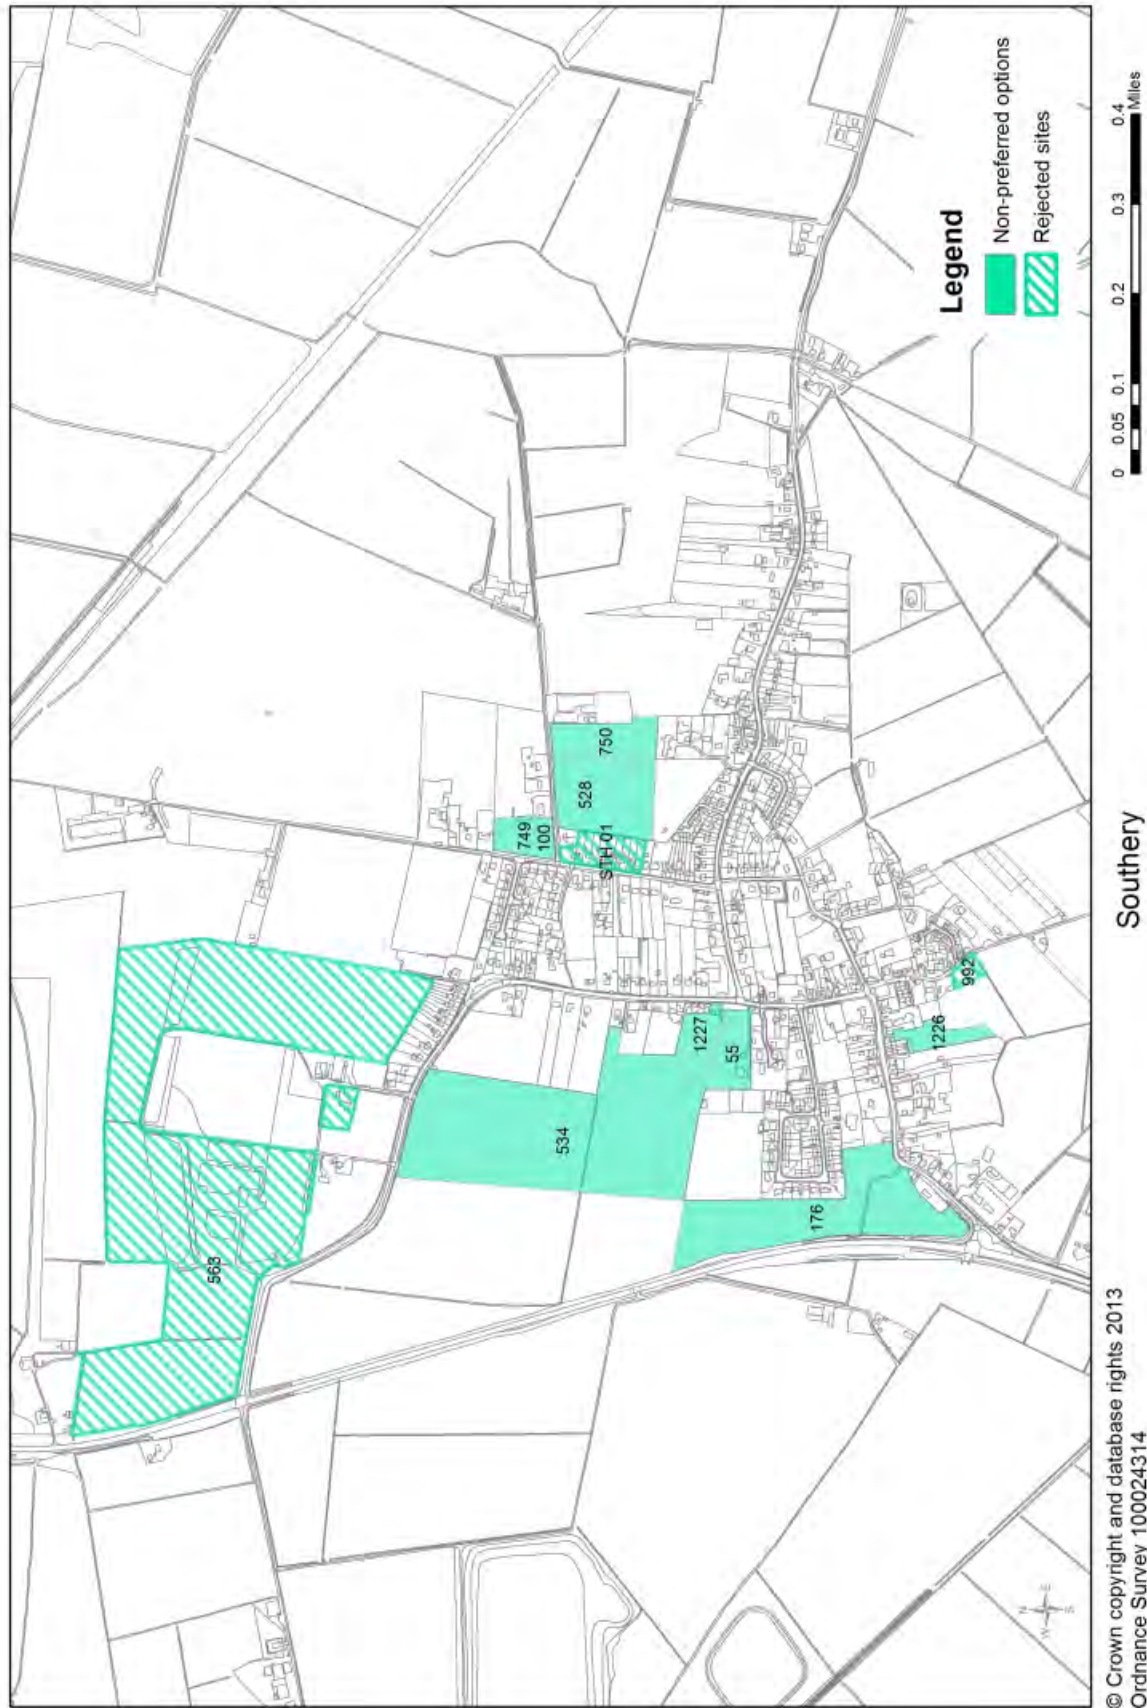 563
534
176
1227
55
1226
992
749
100
STH 01
528
750
Legend
Non-preferred options
Rejected sites
N
W E
S
© Crown copyright and database rights 2013
Ordnance Survey 100024314
Southery
0 0.05 0.1 0.2 0.3 0.4
Miles